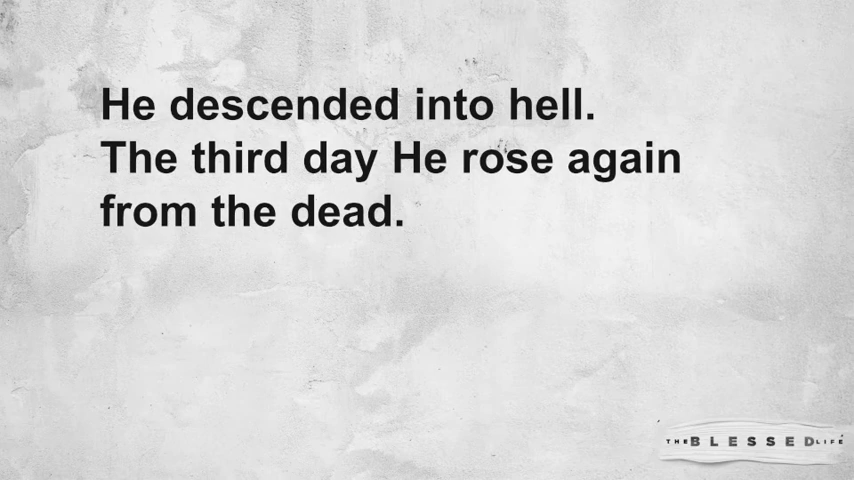 He descended into hell.
The third day He rose again
from the dead.
THE BLESSED LIFE